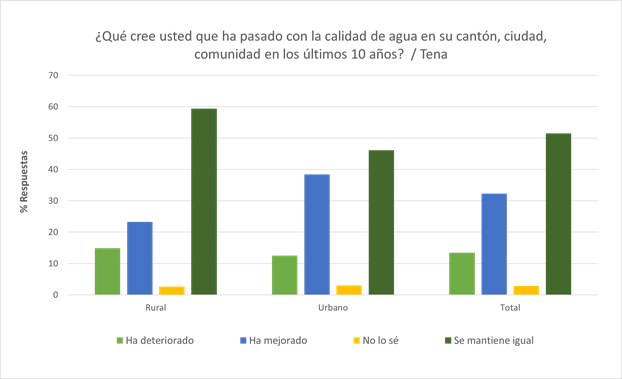 ¿Qué cree usted que ha pasado con la calidad de agua en su cantón, ciudad,
comunidad en los últimos 10 años?  / Tena
70
60
50
40
30
20
10
0
% Respuestas
Rural
Urbano
Total
Ha deteriorado
Ha mejorado
No lo sé
Se mantiene igual